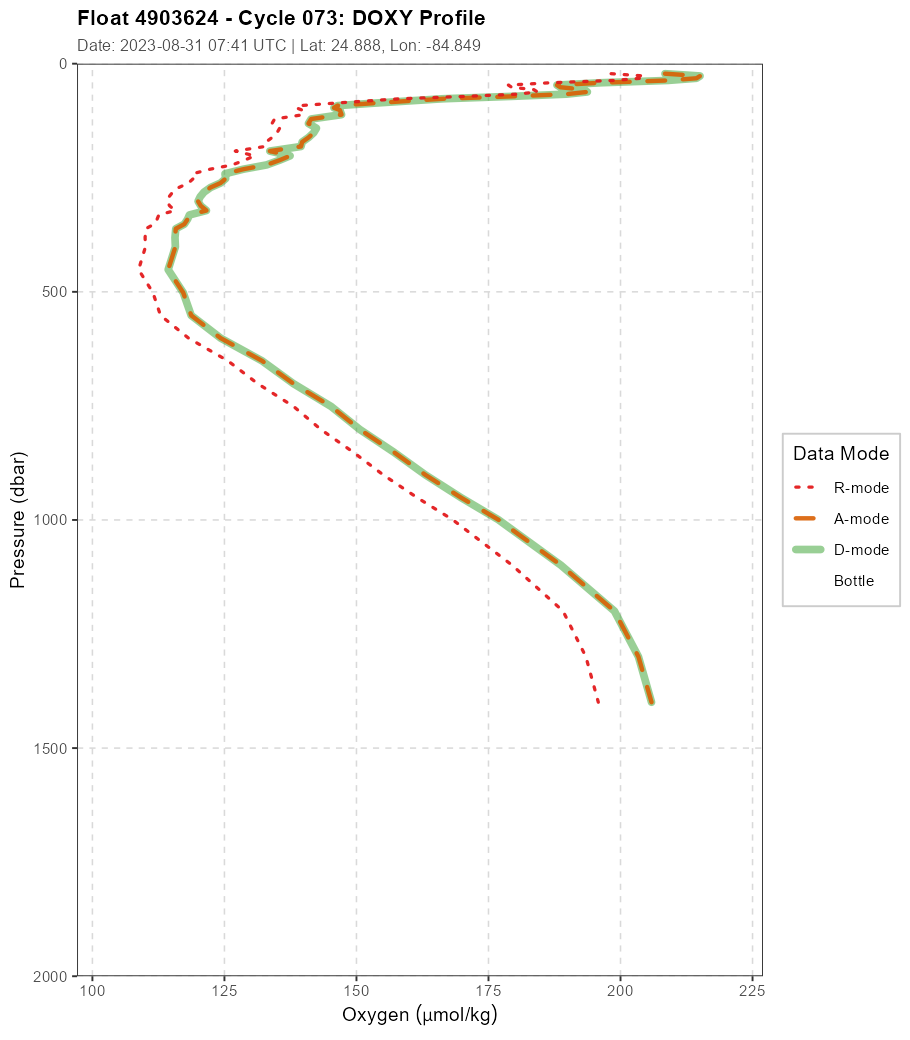 Float 4903624 - Cycle 073: DOXY Profile
Date: 2023-08-31 07:41 UTC | Lat: 24.888, Lon: -84.849
0
500
1000
1500
2000
Pressure (dbar)
100
125
150
175
200
225
Oxygen (μmol/kg)
Data Mode
R-mode
A-mode
D-mode
Bottle